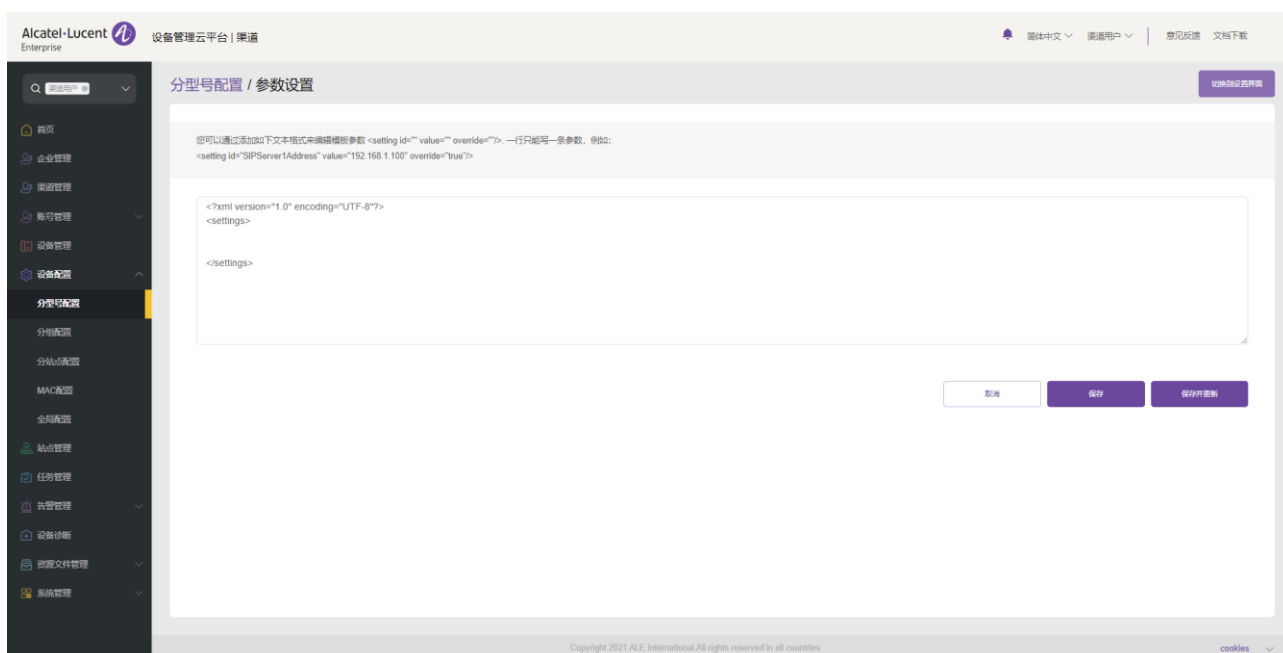 Alcatel·Lucent
Enterprise
设备管理云平台 | 渠道
简体中文
渠道用户
意见反馈
文档下载
渠道用户
分型号配置 / 参数设置
切换到设置界面
首页
企业管理
渠道管理
账号管理
设备管理
设备配置
分型号配置
分组配置
分站点配置
MAC配置
全局配置
站点管理
任务管理
告警管理
设备诊断
资源文件管理
系统管理
您可以通过添加如下文本格式来编辑模板参数 <setting id="" value="" override=""/>. 一行只能写一条参数，例如:
<setting id="SIPServer1Address" value="192.168.1.100" override="true"/>
<?xml version="1.0" encoding="UTF-8"?>
<settings>
</settings>
取消
保存
保存并更新
Copyright 2021 ALE International.All rights reserved in all countries
cookies